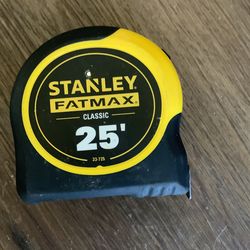 STANLEY
FATMAX
CLASSIC
25'
33-725